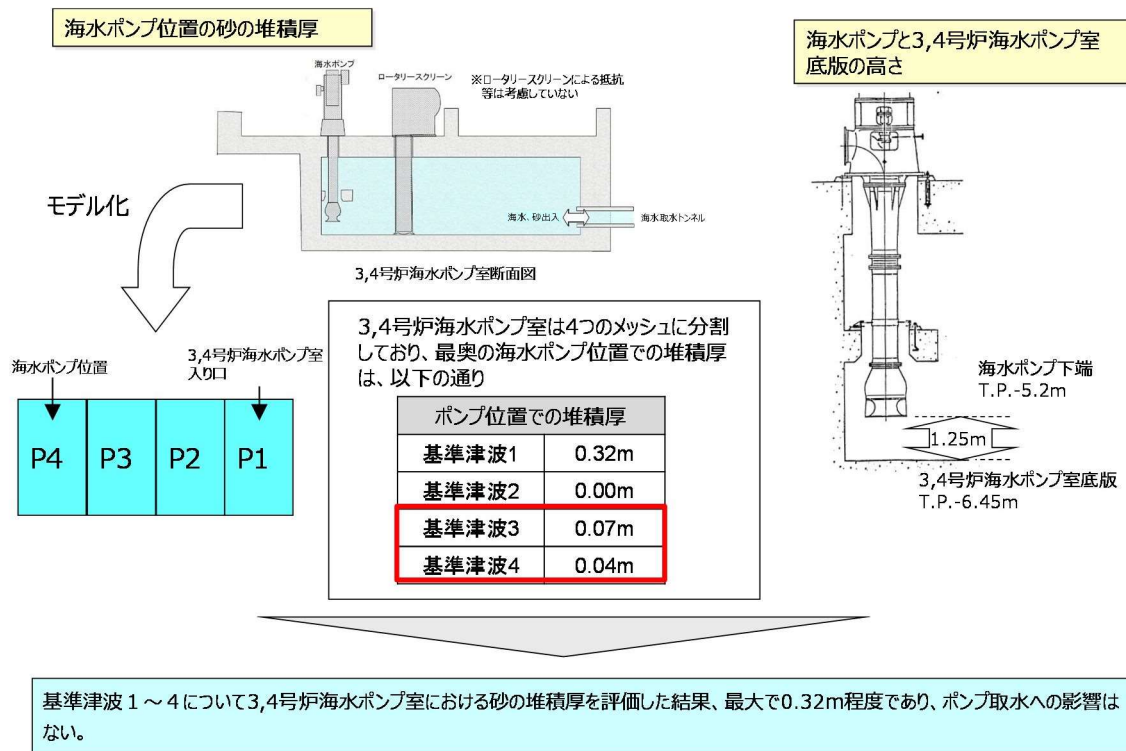 海水ポンプ位置の砂の堆積厚
海水ポンプ
ロータリースクリーン
※ロータリースクリーンによる抵抗
等は考慮していない
モデル化
海水、砂出入
海水取水トンネル
3,4号炉海水ポンプ室断面図
海水ポンプと3,4号炉海水ポンプ室
底版の高さ
海水ポンプ下端
T.P.-5.2m
1.25m
3,4号炉海水ポンプ室底版
T.P.-6.45m
海水ポンプ位置
3,4号炉海水ポンプ室
入り口
P4 P3 P2 P1
3,4号炉海水ポンプ室は4つのメッシュに分割
しており、最奥の海水ポンプ位置での堆積厚
は、以下の通り
ポンプ位置での堆積厚
基準津波1 0.32m
基準津波2 0.00m
基準津波3 0.07m
基準津波4 0.04m
基準津波１～４について3,4号炉海水ポンプ室における砂の堆積厚を評価した結果、最大で0.32m程度であり、ポンプ取水への影響は
ない。